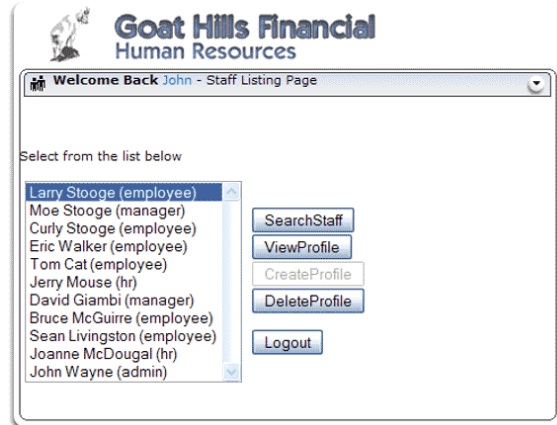 Goat Hills Financial
Human Resources
Welcome Back John - Staff Listing Page
Select from the list below
Larry Stooge (employee)
Moe Stooge (manager)
Curly Stooge (employee)
Eric Walker (employee)
Tom Cat (employee)
Jerry Mouse (hr)
David Giambi (manager)
Bruce McGuirre (employee)
Sean Livingston (employee)
Joanne McDougal (hr)
John Wayne (admin)
SearchStaff
ViewProfile
CreateProfile
DeleteProfile
Logout